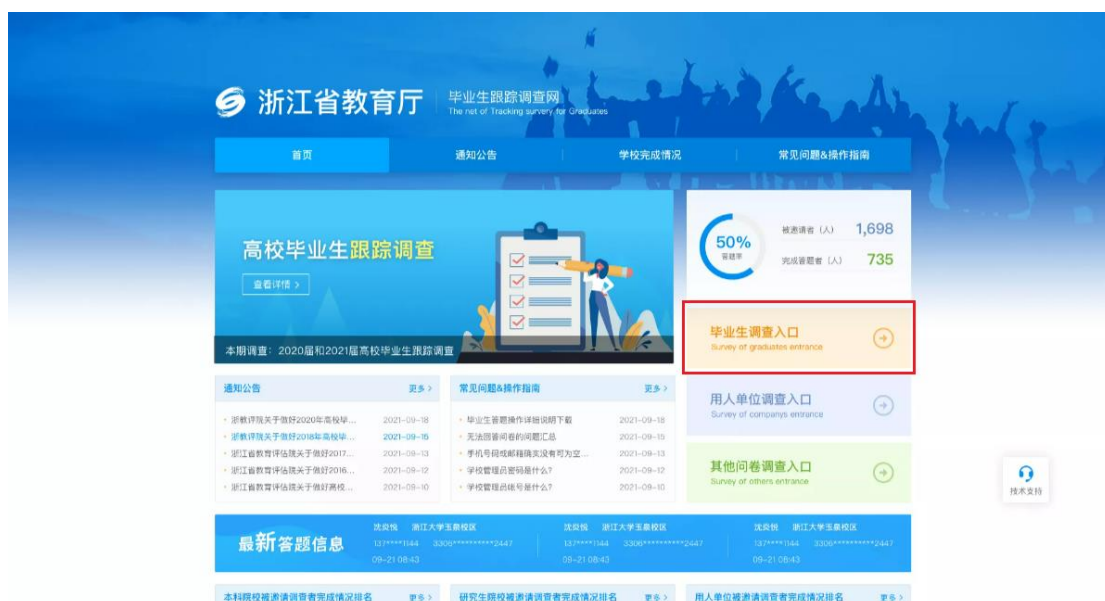 浙江省教育厅
毕业生跟踪调查网
The net of Tracking survery for Graduates
首页
通知公告
学校完成情况
常见问题&操作指南
高校毕业生跟踪调查
查看详情 >
本期调查：2020届和2021届高校毕业生跟踪调查
50%
答题率
被邀请者（人） 1,698
完成答题者（人） 735
毕业生调查入口
Survey of graduates entrance
用人单位调查入口
Survey of companys entrance
其他问卷调查入口
Survey of others entrance
通知公告 更多 >
浙教评院关于做好2020年高校毕... 2021-09-18
浙教评院关于做好2018年高校毕... 2021-09-15
浙江省教育评估院关于做好2017... 2021-09-13
浙江省教育评估院关于做好2016... 2021-09-12
浙江省教育评估院关于做好高校... 2021-09-10
常见问题&操作指南 更多 >
毕业生答题操作详细说明下载 2021-09-18
无法回答问卷的问题汇总 2021-09-15
手机号码或邮箱确实没有可为空... 2021-09-13
学校管理员密码是什么? 2021-09-12
学校管理员账号是什么? 2021-09-10
技术支持
最新答题信息
沈炎悦 浙江大学玉泉校区
137****1144 3306**********2447
09-21 08:43
沈炎悦 浙江大学玉泉校区
137****1144 3306**********2447
09-21 08:43
沈炎悦 浙江大学玉泉校区
137****1144 3306**********2447
09-21 08:43
本科院校被邀请调查者完成情况排名 更多 >
研究生院校被邀请调查者完成情况排名 更多 >
用人单位被邀请调查者完成情况排名 更多 >